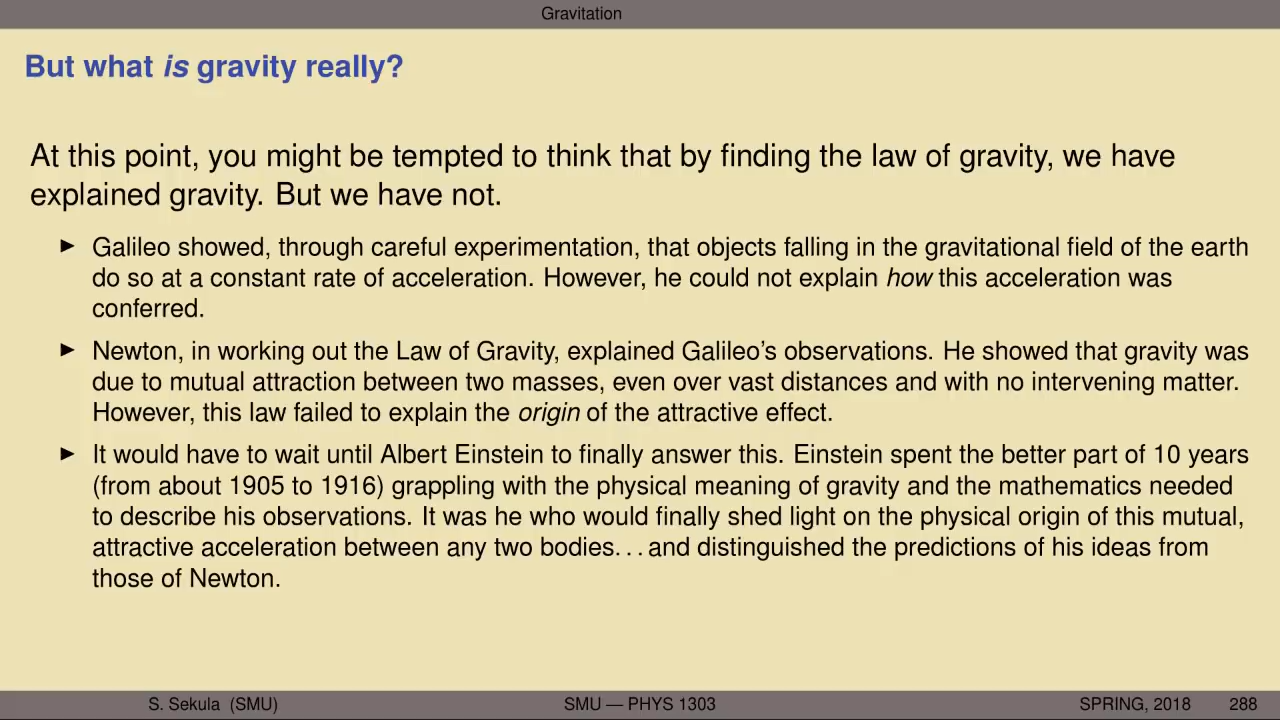 Gravitation
But what is gravity really?
At this point, you might be tempted to think that by finding the law of gravity, we have
explained gravity. But we have not.
► Galileo showed, through careful experimentation, that objects falling in the gravitational field of the earth
do so at a constant rate of acceleration. However, he could not explain how this acceleration was
conferred.
► Newton, in working out the Law of Gravity, explained Galileo's observations. He showed that gravity was
due to mutual attraction between two masses, even over vast distances and with no intervening matter.
However, this law failed to explain the origin of the attractive effect.
► It would have to wait until Albert Einstein to finally answer this. Einstein spent the better part of 10 years
(from about 1905 to 1916) grappling with the physical meaning of gravity and the mathematics needed
to describe his observations. It was he who would finally shed light on the physical origin of this mutual,
attractive acceleration between any two bodies...and distinguished the predictions of his ideas from
those of Newton.
S. Sekula (SMU) SMU — PHYS 1303 SPRING, 2018 288